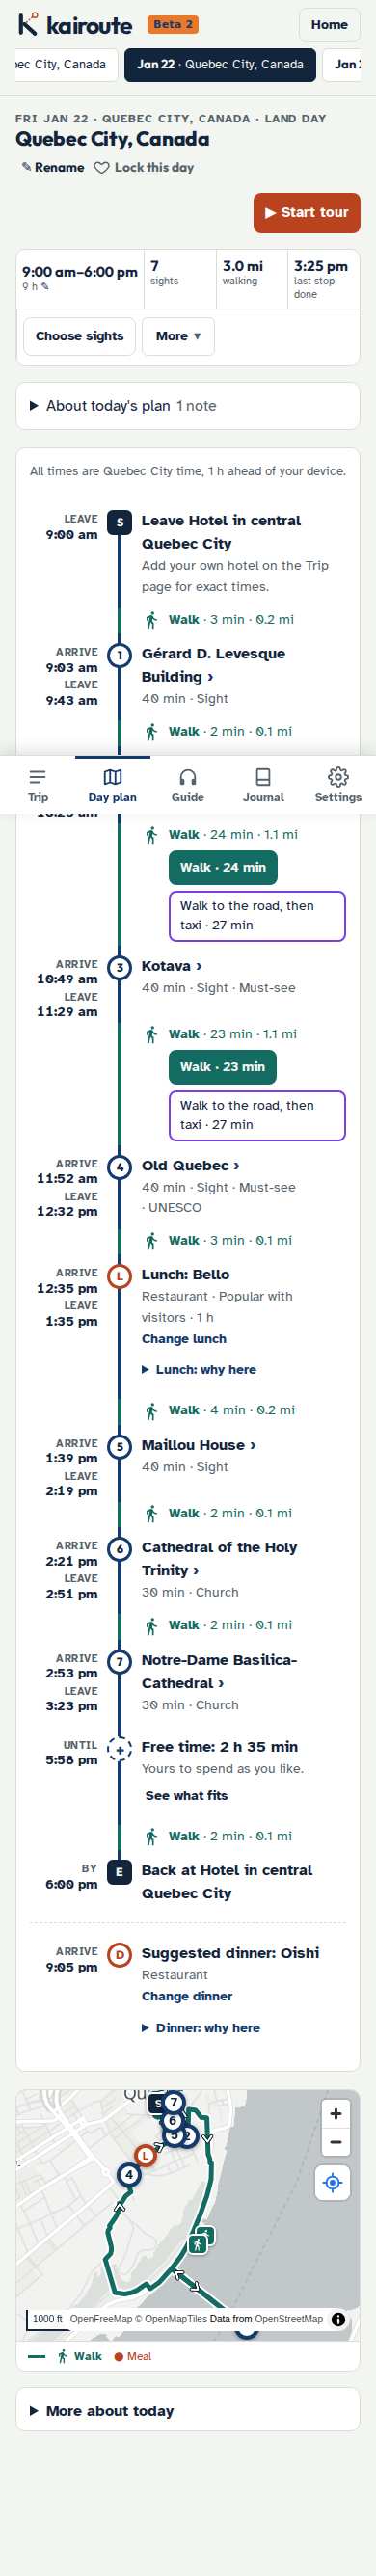 kairoute Beta 2 Home
ec City, Canada Jan 22 · Quebec City, Canada Jan
FRI JAN 22 · QUEBEC CITY, CANADA · LAND DAY
Quebec City, Canada
✎ Rename Lock this day
▶ Start tour
9:00 am–6:00 pm 7 3.0 mi 3:25 pm
9 h ✎ sights walking last stop
done
Choose sights More ▾
▶ About today's plan 1 note
All times are Quebec City time, 1 h ahead of your device.
LEAVE S Leave Hotel in central
9:00 am Quebec City
Add your own hotel on the Trip
page for exact times.
Walk · 3 min · 0.2 mi
ARRIVE 1 Gérard D. Levesque
9:03 am Building ›
LEAVE
9:43 am 40 min · Sight
Walk · 2 min · 0.1 mi
Trip Day plan Guide Journal Settings
Walk · 24 min · 1.1 mi
Walk · 24 min
Walk to the road, then
taxi · 27 min
ARRIVE 3 Kotava ›
10:49 am 40 min · Sight · Must-see
LEAVE
11:29 am
Walk · 23 min · 1.1 mi
Walk · 23 min
Walk to the road, then
taxi · 27 min
ARRIVE 4 Old Quebec ›
11:52 am 40 min · Sight · Must-see
LEAVE · UNESCO
12:32 pm
Walk · 3 min · 0.1 mi
ARRIVE L Lunch: Bello
12:35 pm Restaurant · Popular with
LEAVE visitors · 1 h
1:35 pm Change lunch
▶ Lunch: why here
Walk · 4 min · 0.2 mi
ARRIVE 5 Maillou House ›
1:39 pm 40 min · Sight
LEAVE
2:19 pm
Walk · 2 min · 0.1 mi
ARRIVE 6 Cathedral of the Holy
2:21 pm Trinity ›
LEAVE 30 min · Church
2:51 pm
Walk · 2 min · 0.1 mi
ARRIVE 7 Notre-Dame Basilica-
2:53 pm Cathedral ›
LEAVE 30 min · Church
3:23 pm
UNTIL + Free time: 2 h 35 min
5:58 pm Yours to spend as you like.
See what fits
Walk · 2 min · 0.1 mi
BY E Back at Hotel in central
6:00 pm Quebec City
ARRIVE D Suggested dinner: Oishi
9:05 pm Restaurant
Change dinner
▶ Dinner: why here
S 7 +
6
5 2 −
L
4
1000 ft OpenFreeMap © OpenMapTiles Data from OpenStreetMap
Walk Meal
▶ More about today